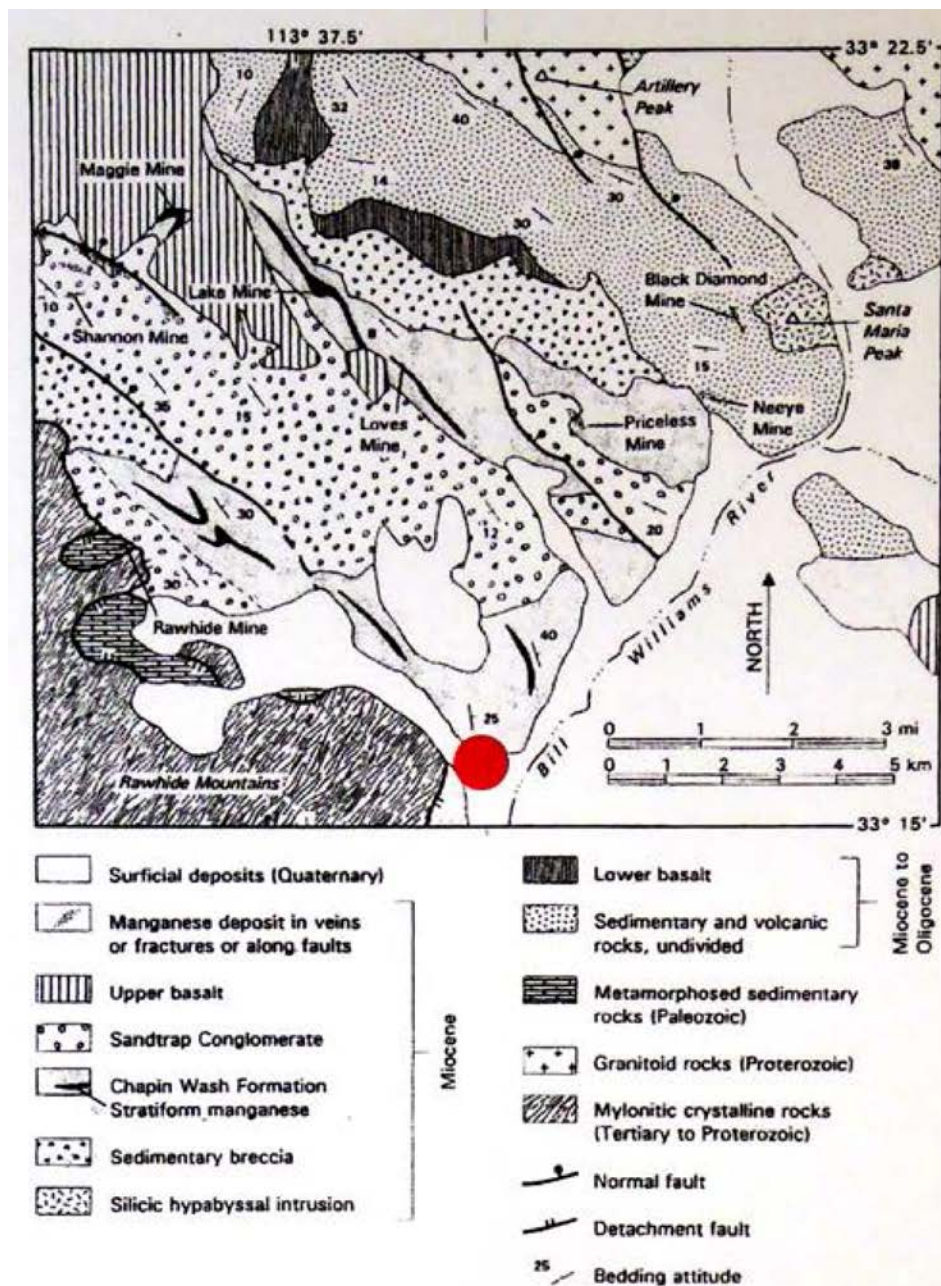 113° 37.5'
33° 22.5'
10
Artillery
Peak
32
40
38
Maggie Mine
14
30
30
Black Diamond
Mine
Lake Mine
10
8
Santa
Maria
Peak
Shannon Mine
15
35
15
Loves
Mine
Priceless
Mine
Neeye
Mine
30
20
12
River
30
Rawhide Mine
Williams
NORTH
40
25
Bill
0 1 2 3 mi
0 1 2 3 4 5 km
Rawhide Mountains
33° 15'
Surficial deposits (Quaternary)
Manganese deposit in veins
or fractures or along faults
Upper basalt
Sandtrap Conglomerate
Chapin Wash Formation
Stratiform manganese
Sedimentary breccia
Silicic hypabyssal intrusion
Miocene
Lower basalt
Sedimentary and volcanic
rocks, undivided
Miocene to
Oligocene
Metamorphosed sedimentary
rocks (Paleozoic)
Granitoid rocks (Proterozoic)
Mylonitic crystalline rocks
(Tertiary to Proterozoic)
Normal fault
Detachment fault
25
Bedding attitude